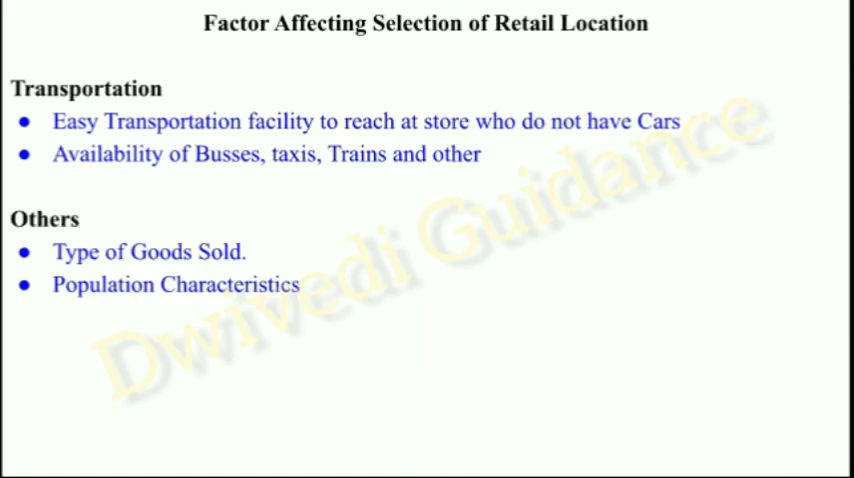 Factor Affecting Selection of Retail Location
Transportation
● Easy Transportation facility to reach at store who do not have Cars
● Availability of Busses, taxis, Trains and other
Others
● Type of Goods Sold.
● Population Characteristics
Dwivedi Guidance